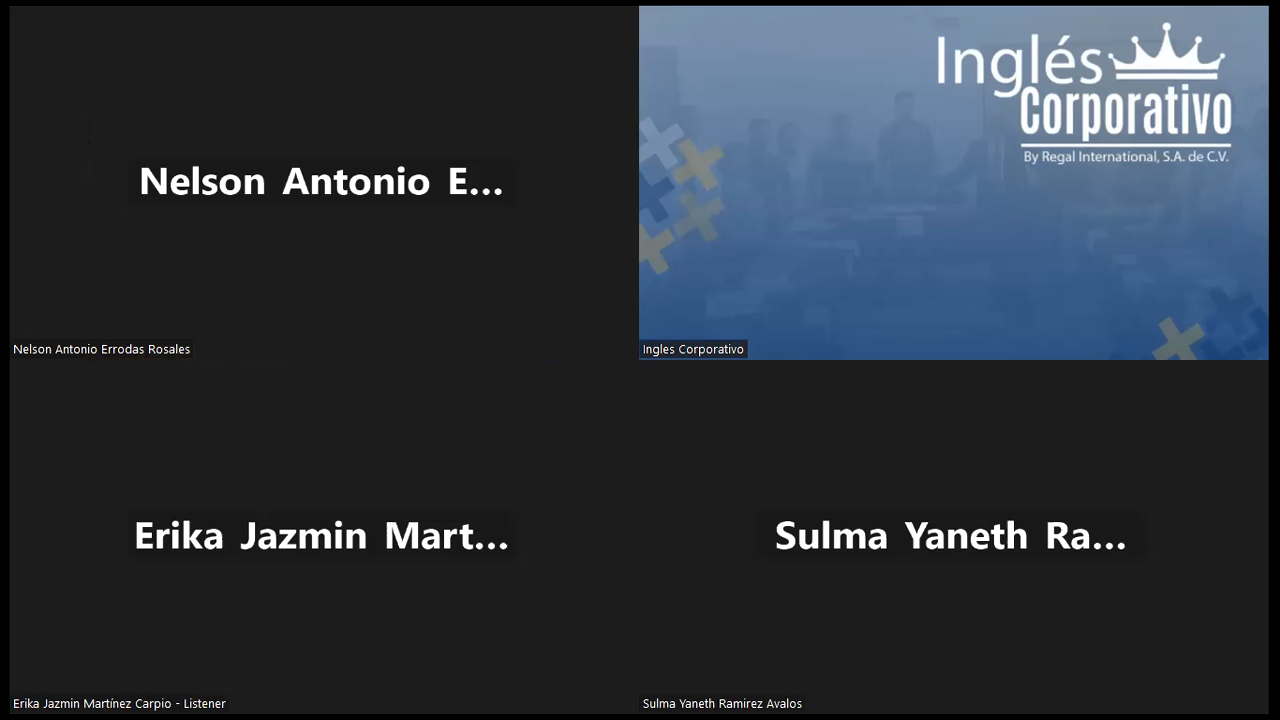 Nelson Antonio E...
Nelson Antonio Errodas Rosales
Inglés
Corporativo
By Regal International, S.A. de C.V.
Ingles Corporativo
Erika Jazmin Mart...
Erika Jazmin Martínez Carpio - Listener
Sulma Yaneth Ra...
Sulma Yaneth Ramirez Avalos